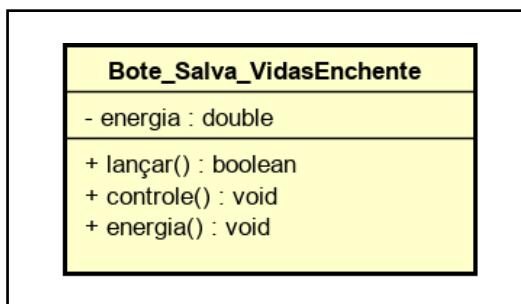 Bote_Salva_VidasEnchente
- energia : double
+ lançar() : boolean
+ controle() : void
+ energia() : void